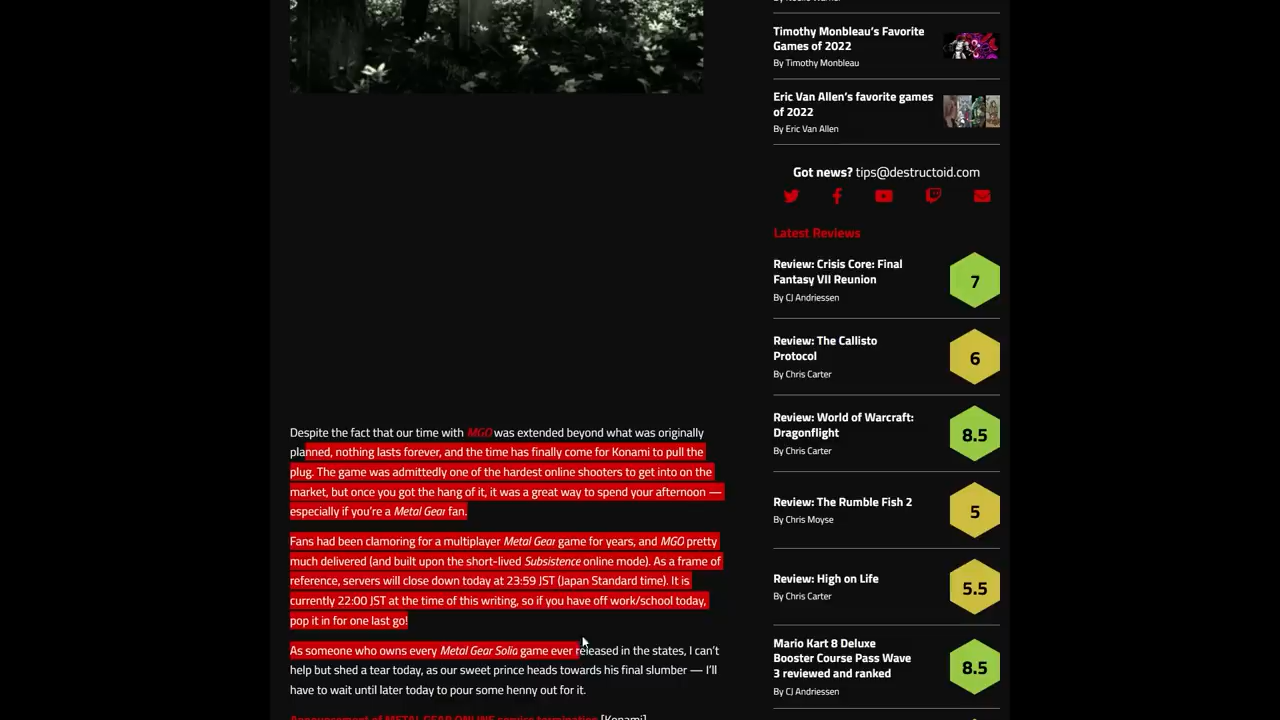 Timothy Monbleau's Favorite
Games of 2022
By Timothy Monbleau
Eric Van Allen's favorite games
of 2022
By Eric Van Allen
Got news? tips@destructoid.com
Latest Reviews
Review: Crisis Core: Final
Fantasy VII Reunion
By CJ Andriessen
7
Review: The Callisto
Protocol
By Chris Carter
6
Review: World of Warcraft:
Dragonflight
By Chris Carter
8.5
Review: The Rumble Fish 2
By Chris Moyse
5
Review: High on Life
By Chris Carter
5.5
Mario Kart 8 Deluxe
Booster Course Pass Wave
3 reviewed and ranked
By CJ Andriessen
8.5
Despite the fact that our time with MGO was extended beyond what was originally
planned, nothing lasts forever, and the time has finally come for Konami to pull the
plug. The game was admittedly one of the hardest online shooters to get into on the
market, but once you got the hang of it, it was a great way to spend your afternoon —
especially if you're a Metal Gear fan.
Fans had been clamoring for a multiplayer Metal Gear game for years, and MGO pretty
much delivered (and built upon the short-lived Subsistence online mode). As a frame of
reference, servers will close down today at 23:59 JST (Japan Standard time). It is
currently 22:00 JST at the time of this writing, so if you have off work/school today,
pop it in for one last go!
As someone who owns every Metal Gear Solid game ever released in the states, I can't
help but shed a tear today, as our sweet prince heads towards his final slumber — I'll
have to wait until later today to pour some henny out for it.
Announcement of METAL GEAR ONLINE service termination [Konami]